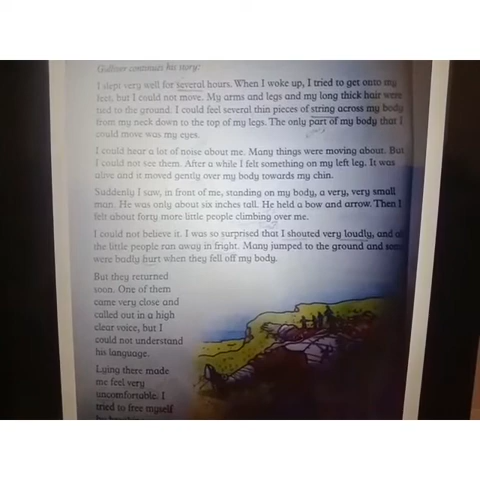 Gulliver continues his story:
I slept very well for several hours. When I woke up, I tried to get onto my
feet, but I could not move. My arms and legs and my long thick hair were
tied to the ground. I could feel several thin pieces of string across my body
from my neck down to the top of my legs. The only part of my body that I
could move was my eyes.
I could hear a lot of noise about me. Many things were moving about. But
I could not see them. After a while I felt something on my left leg. It was
alive and it moved gently over my body towards my chin.
Suddenly I saw, in front of me, standing on my body, a very, very small
man. He was only about six inches tall. He held a bow and arrow. Then I
felt about forty more little people climbing over me.
I could not believe it. I was so surprised that I shouted very loudly, and
the little people ran away in fright. Many jumped to the ground and
were badly hurt when they fell off my body.
But they returned
soon. One of them
came very close and
called out in a high
clear voice, but I
could not understand
his language.
Lying there made
me feel very
uncomfortable. I
tried to free myself